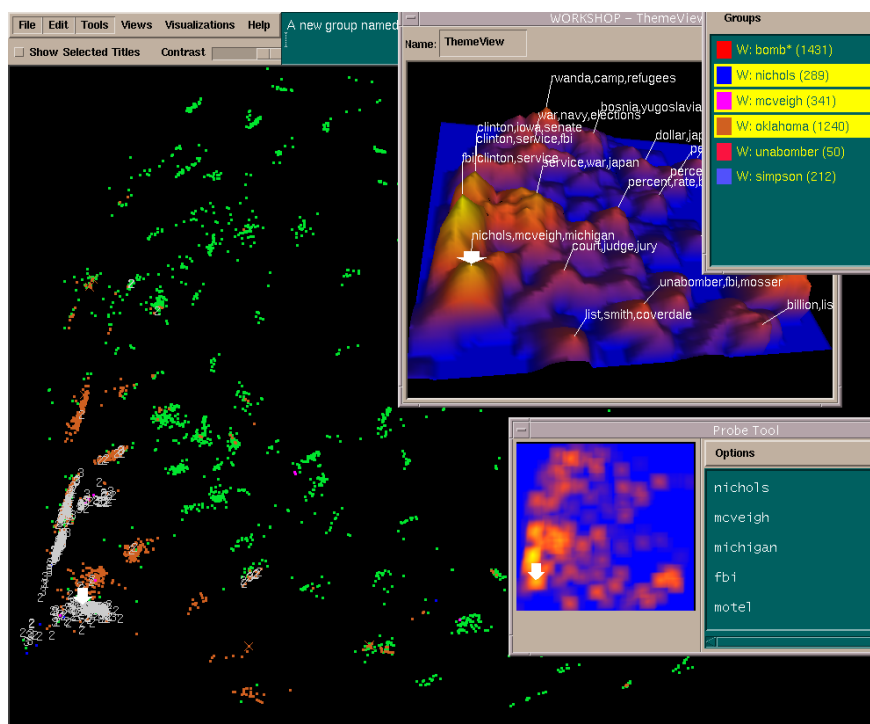 File Edit Tools Views Visualizations Help
Show Selected Titles Contrast
A new group named
WORKSHOP - ThemeView
Name: ThemeView
rwanda,camp,refugees
bosnia,yugoslavia
war,navy,elections
clinton,iowa,senate
clinton,service,fbi
fbi,clinton,service
service,war,japan
percent,rate,b
nichols,mcveigh,michigan
court,judge,jury
unabomber,fbi,mosser
list,smith,coverdale
billion,lis
Groups
W: bomb* (1431)
W: nichols (289)
W: mcveigh (341)
W: oklahoma (1240)
W: unabomber (50)
W: simpson (212)
Probe Tool
Options
nichols
mcveigh
michigan
fbi
motel